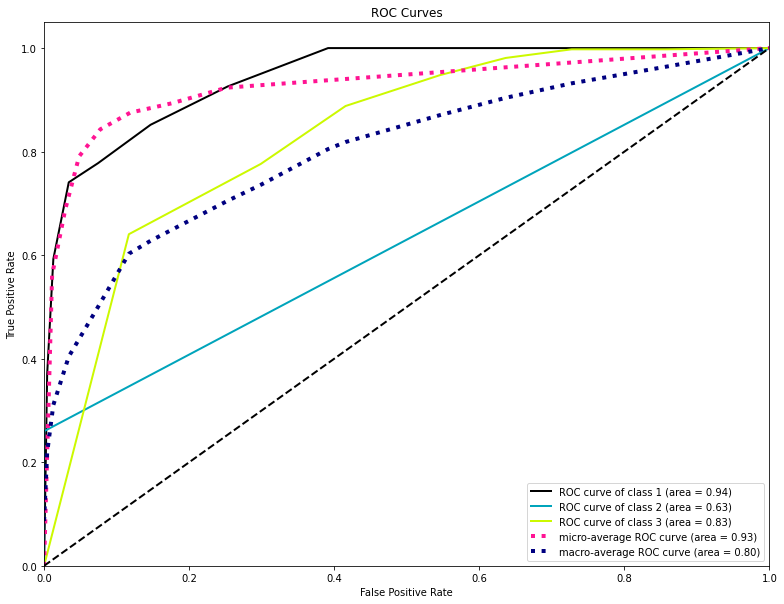 ROC Curves
1.0
0.8
0.6
0.4
0.2
0.0
True Positive Rate
0.0 0.2 0.4 0.6 0.8 1.0
False Positive Rate
ROC curve of class 1 (area = 0.94)
ROC curve of class 2 (area = 0.63)
ROC curve of class 3 (area = 0.83)
micro-average ROC curve (area = 0.93)
macro-average ROC curve (area = 0.80)